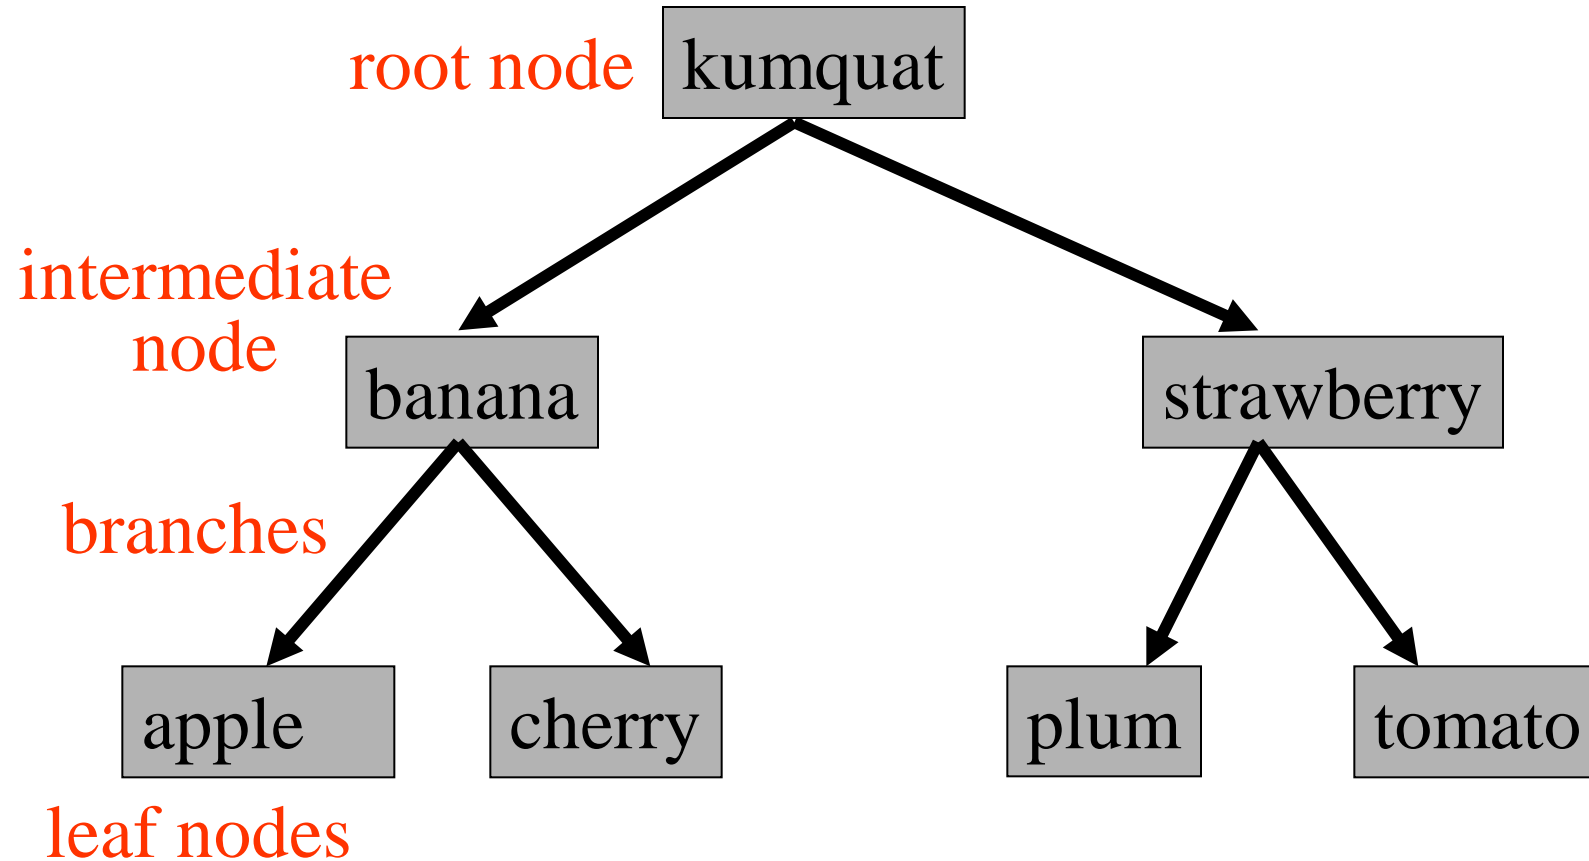 root node
kumquat
intermediate
node
banana
strawberry
branches
apple
cherry
plum
tomato
leaf nodes